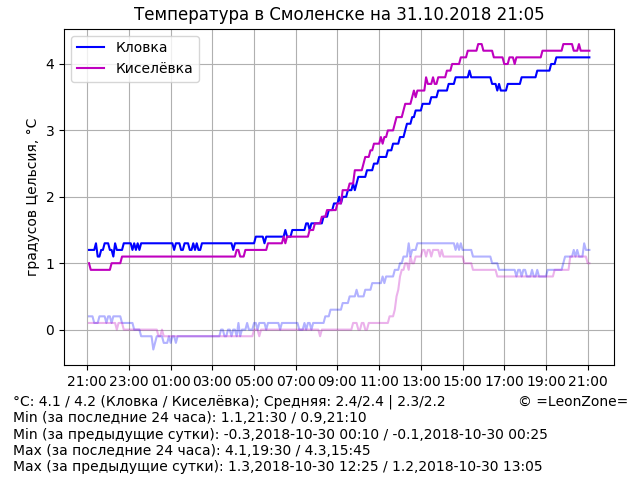 Температура в Смоленске на 31.10.2018 21:05
Кловка
Киселёвка
градусов Цельсия, °C
4
3
2
1
0
21:00 23:00 01:00 03:00 05:00 07:00 09:00 11:00 13:00 15:00 17:00 19:00 21:00
°C: 4.1 / 4.2 (Кловка / Киселёвка); Средняя: 2.4/2.4 | 2.3/2.2 © =LeonZone=
Min (за последние 24 часа): 1.1,21:30 / 0.9,21:10
Min (за предыдущие сутки): -0.3,2018-10-30 00:10 / -0.1,2018-10-30 00:25
Max (за последние 24 часа): 4.1,19:30 / 4.3,15:45
Max (за предыдущие сутки): 1.3,2018-10-30 12:25 / 1.2,2018-10-30 13:05